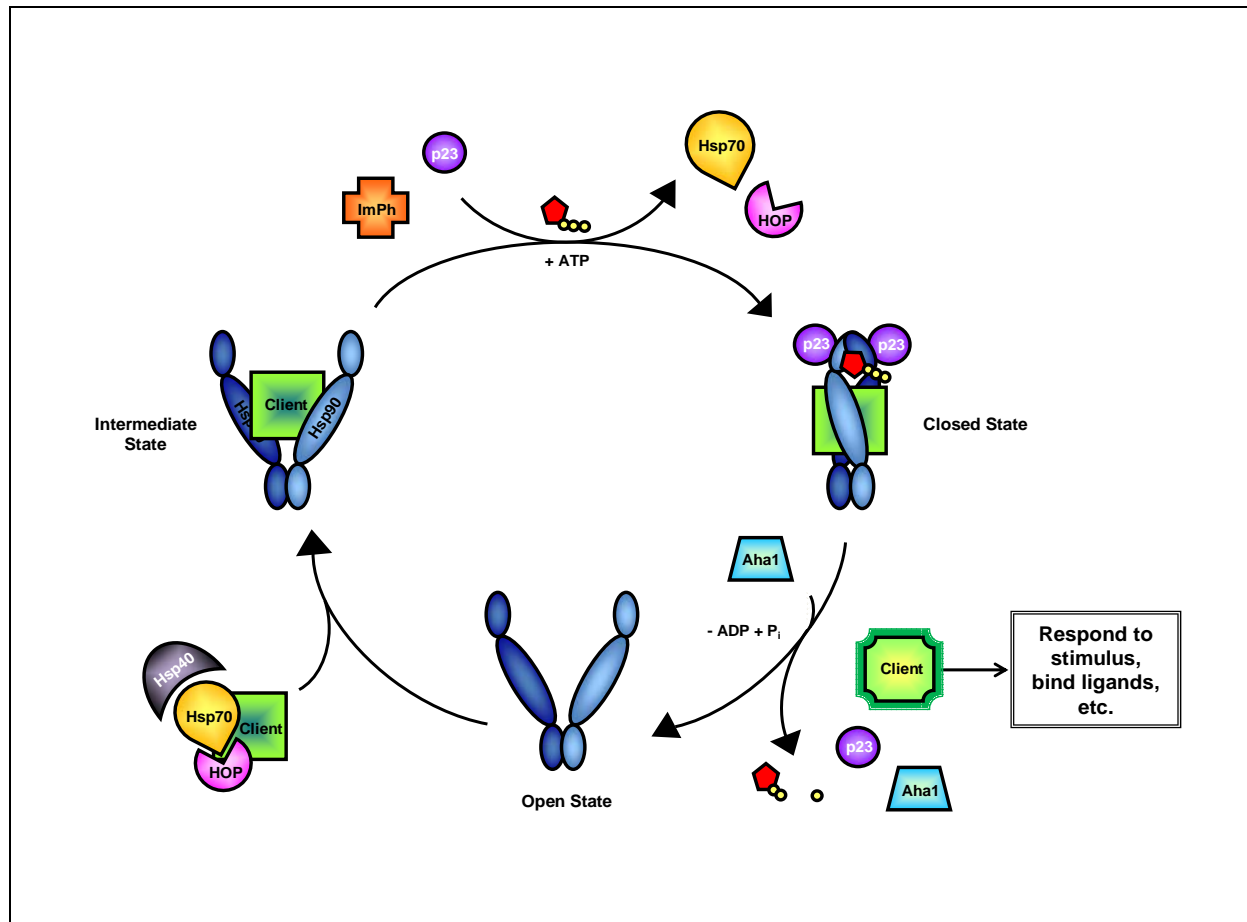 p23
ImPh
Hsp70
HOP
+ ATP
p23
p23
Intermediate
State
Client
Hsp90
Closed State
Aha1
- ADP + Pi
Client
Respond to
stimulus,
bind ligands,
etc.
Hsp40
Hsp70
Client
HOP
p23
Aha1
Open State